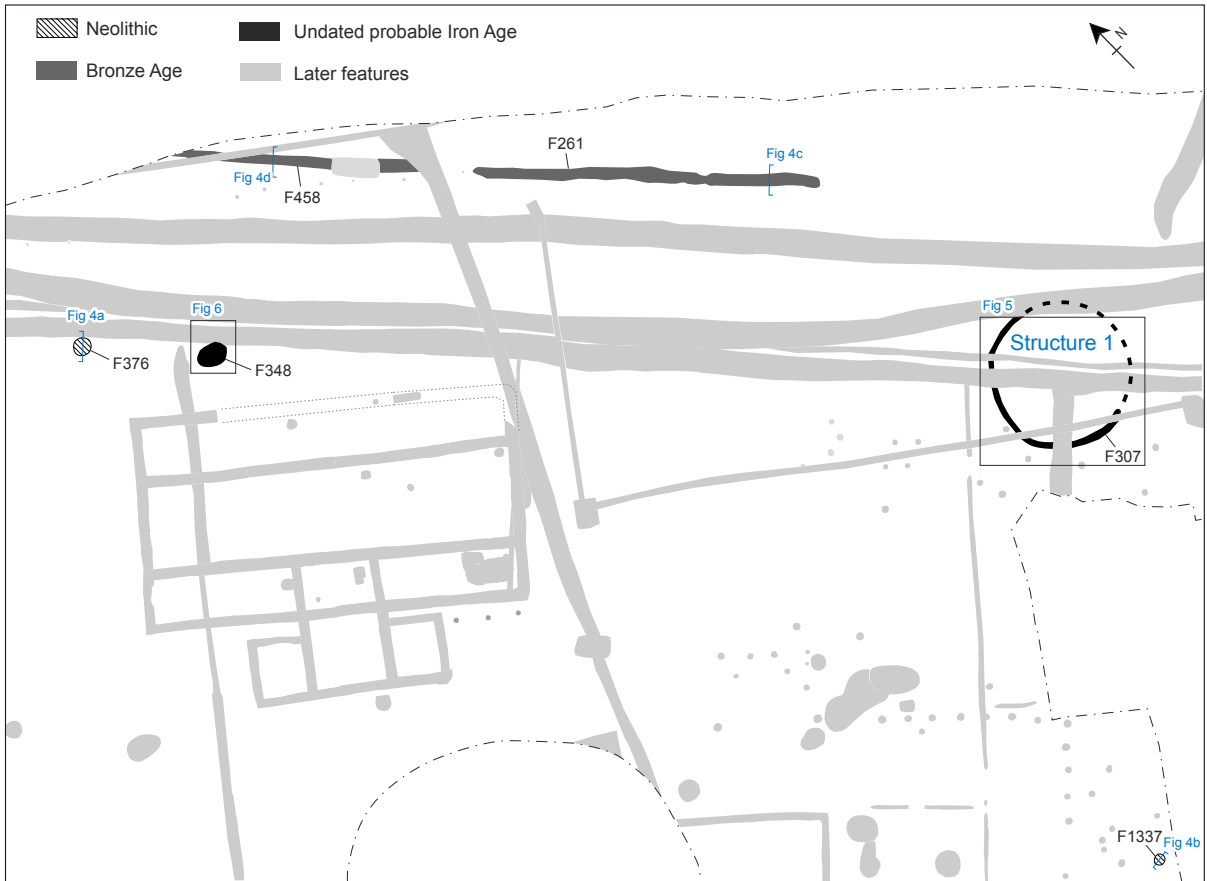 Neolithic
Undated probable Iron Age
Bronze Age
Later features
N
F261
Fig 4c
Fig 4d
F458
Fig 4a
Fig 6
Fig 5
Structure 1
F376
F348
F307
F1337
Fig 4b